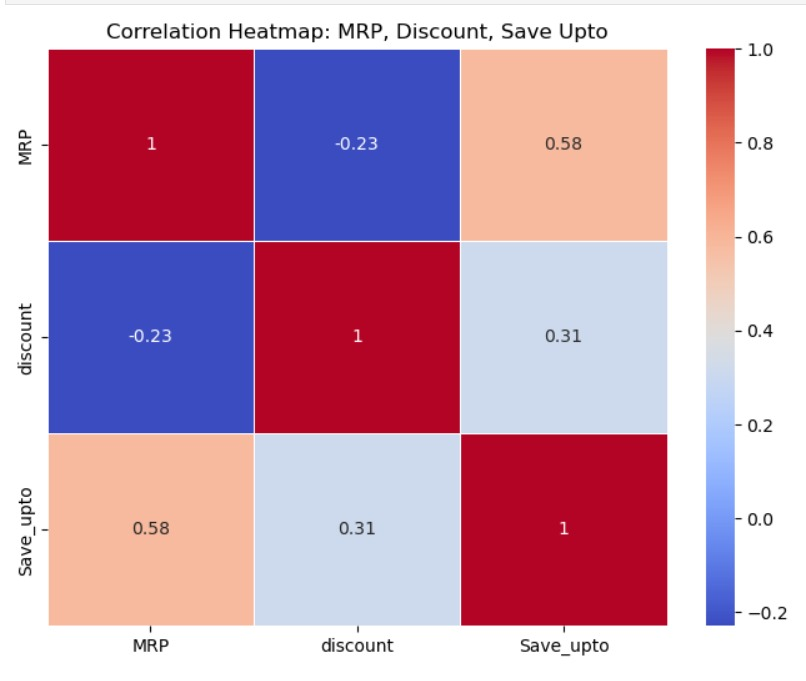 Correlation Heatmap: MRP, Discount, Save Upto
MRP
1
-0.23
0.58
discount
-0.23
1
0.31
Save_upto
0.58
0.31
1
MRP
discount
Save_upto
1.0
0.8
0.6
0.4
0.2
0.0
−0.2